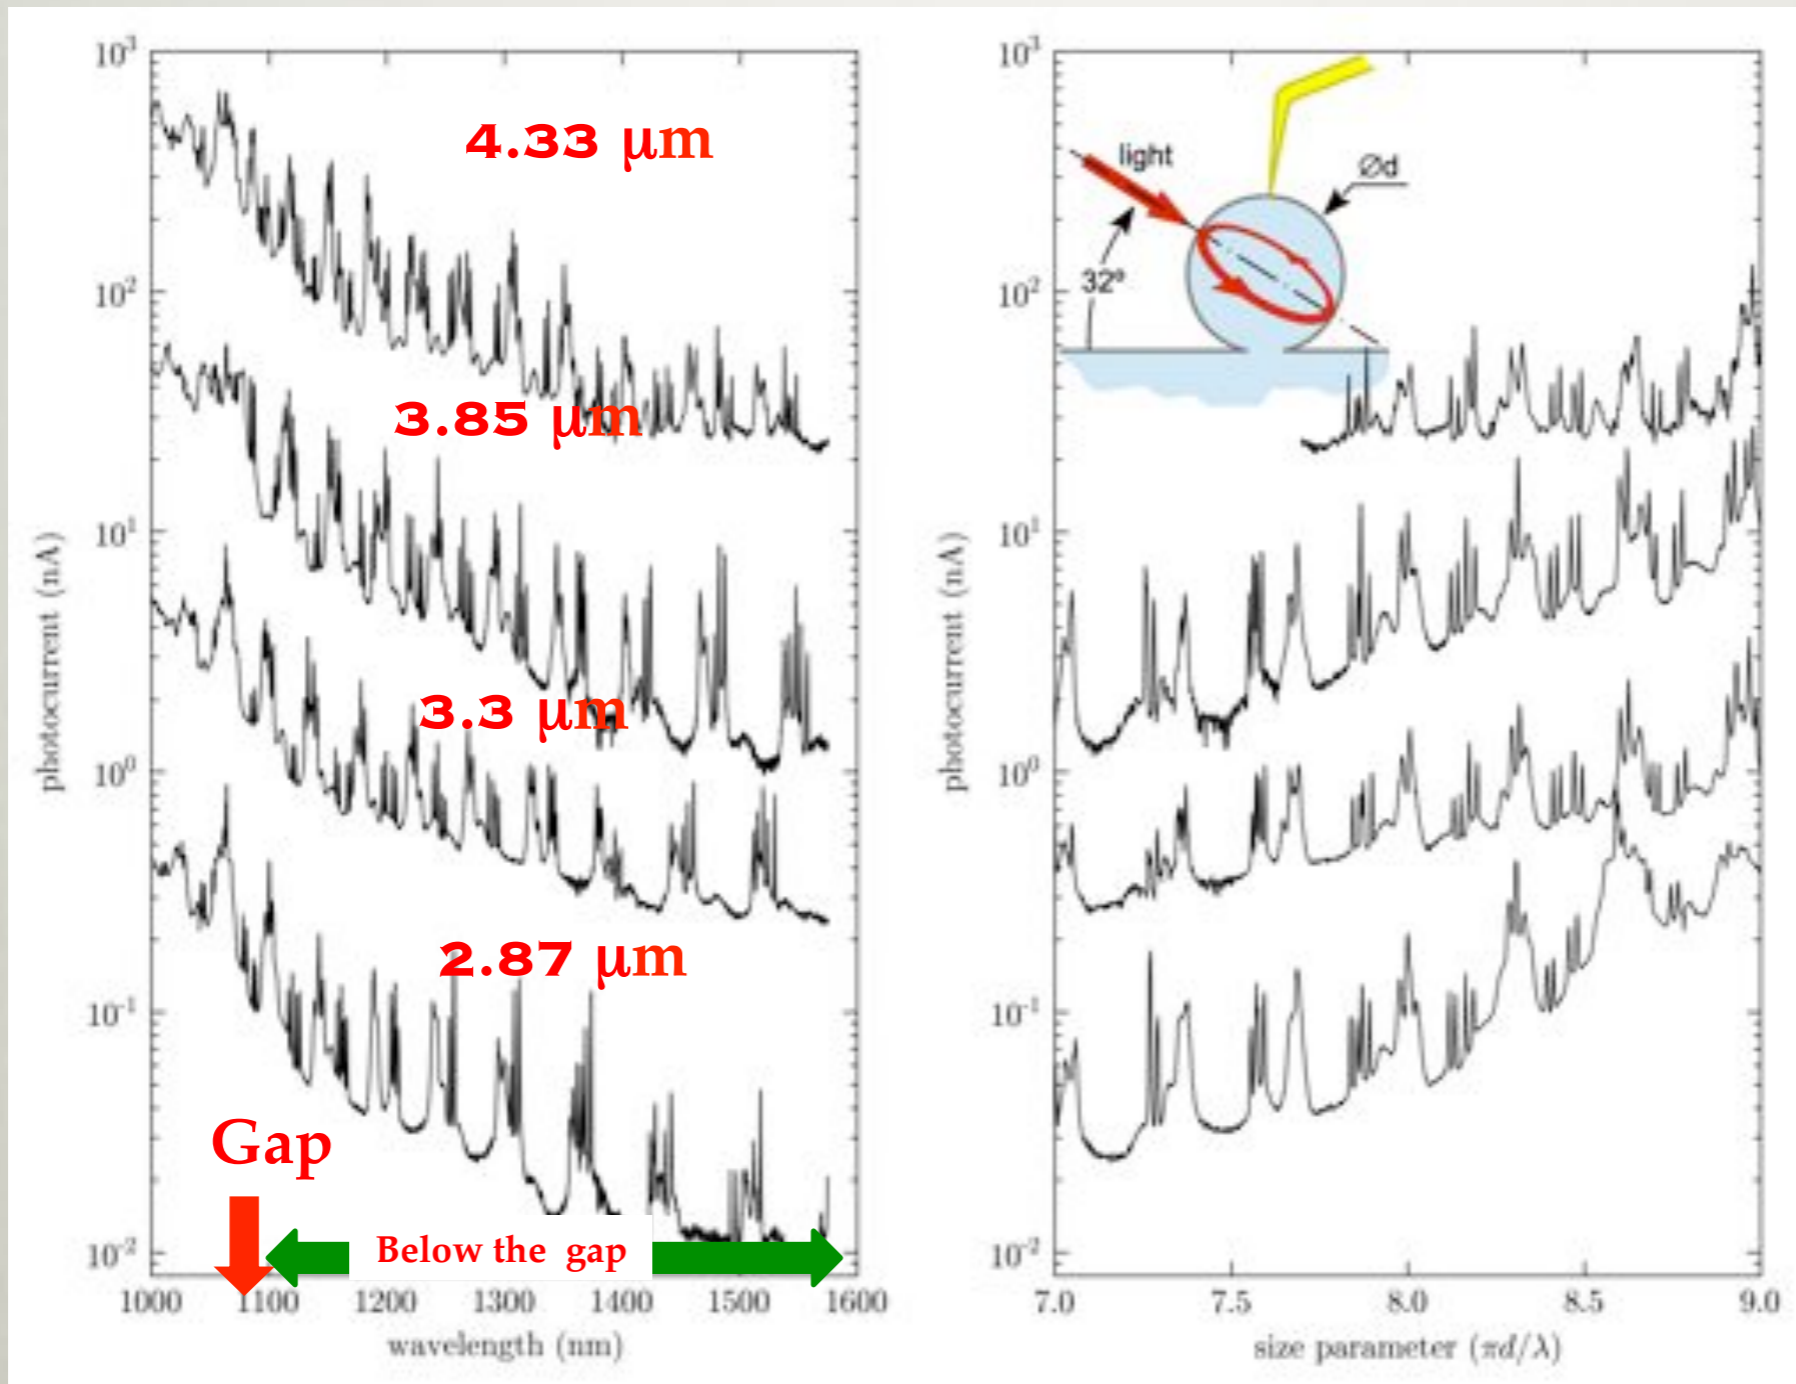 10³
10²
10¹
10⁰
10⁻¹
10⁻²
photocurrent (nA)
4.33 μm
3.85 μm
3.3 μm
2.87 μm
Gap
Below the gap
1000 1100 1200 1300 1400 1500 1600
wavelength (nm)
10³
10²
10¹
10⁰
10⁻¹
10⁻²
photocurrent (nA)
light
Ød
32º
7.0 7.5 8.0 8.5 9.0
size parameter (πd/λ)